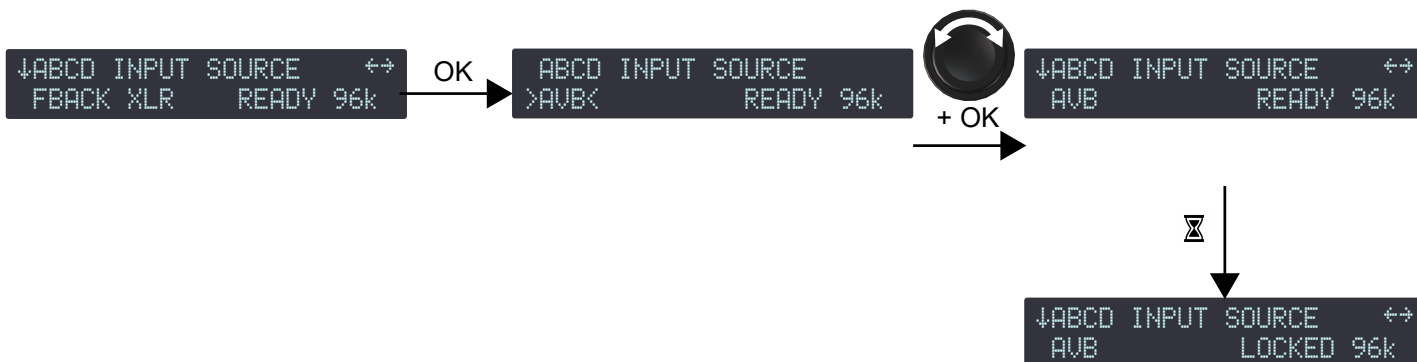 ↓ABCD INPUT SOURCE ↔
FBACK XLR READY 96k
OK
ABCD INPUT SOURCE
>AVB< READY 96k
+ OK
↓ABCD INPUT SOURCE ↔
AVB READY 96k
↓ABCD INPUT SOURCE ↔
AVB LOCKED 96k